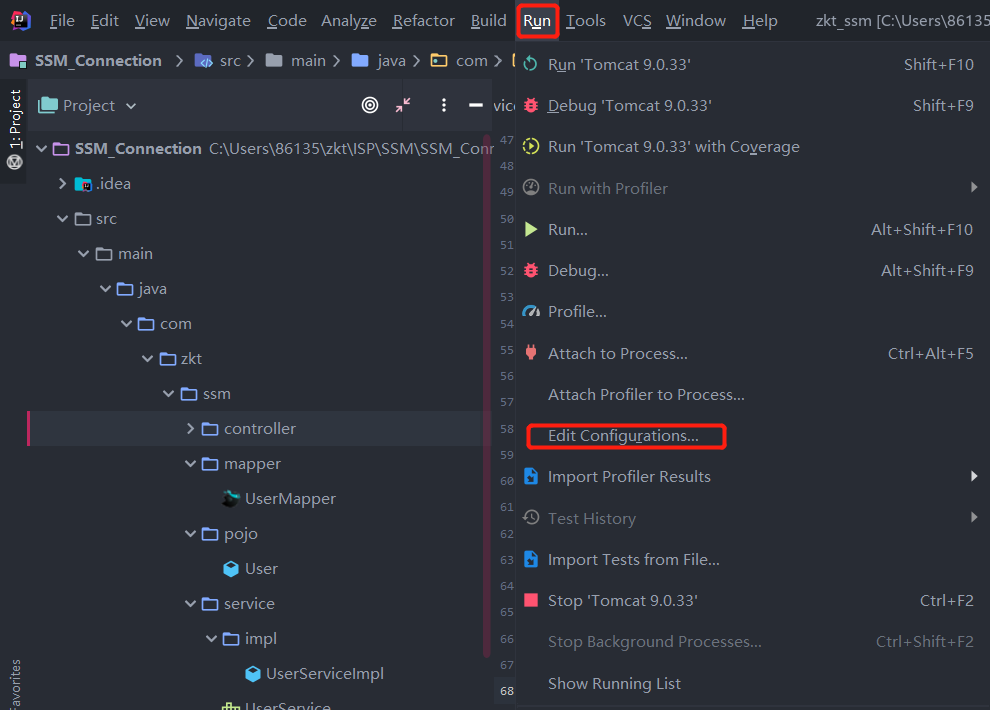 File Edit View Navigate Code Analyze Refactor Build Run Tools VCS Window Help zkt_ssm [C:\Users\86135
SSM_Connection src main java com
1: Project
Project
SSM_Connection C:\Users\86135\zkt\ISP\SSM\SSM_Conn
.idea
src
main
java
com
zkt
ssm
controller
mapper
UserMapper
pojo
User
service
impl
UserServiceImpl
UserService
avorites
vice
47
48
49
50
51
52
53
54
55
56
57
58
59
60
61
62
63
64
65
66
67
68
Run 'Tomcat 9.0.33' Shift+F10
Debug 'Tomcat 9.0.33' Shift+F9
Run 'Tomcat 9.0.33' with Coverage
Run with Profiler
Run... Alt+Shift+F10
Debug... Alt+Shift+F9
Profile...
Attach to Process... Ctrl+Alt+F5
Attach Profiler to Process...
Edit Configurations...
Import Profiler Results
Test History
Import Tests from File...
Stop 'Tomcat 9.0.33' Ctrl+F2
Stop Background Processes... Ctrl+Shift+F2
Show Running List